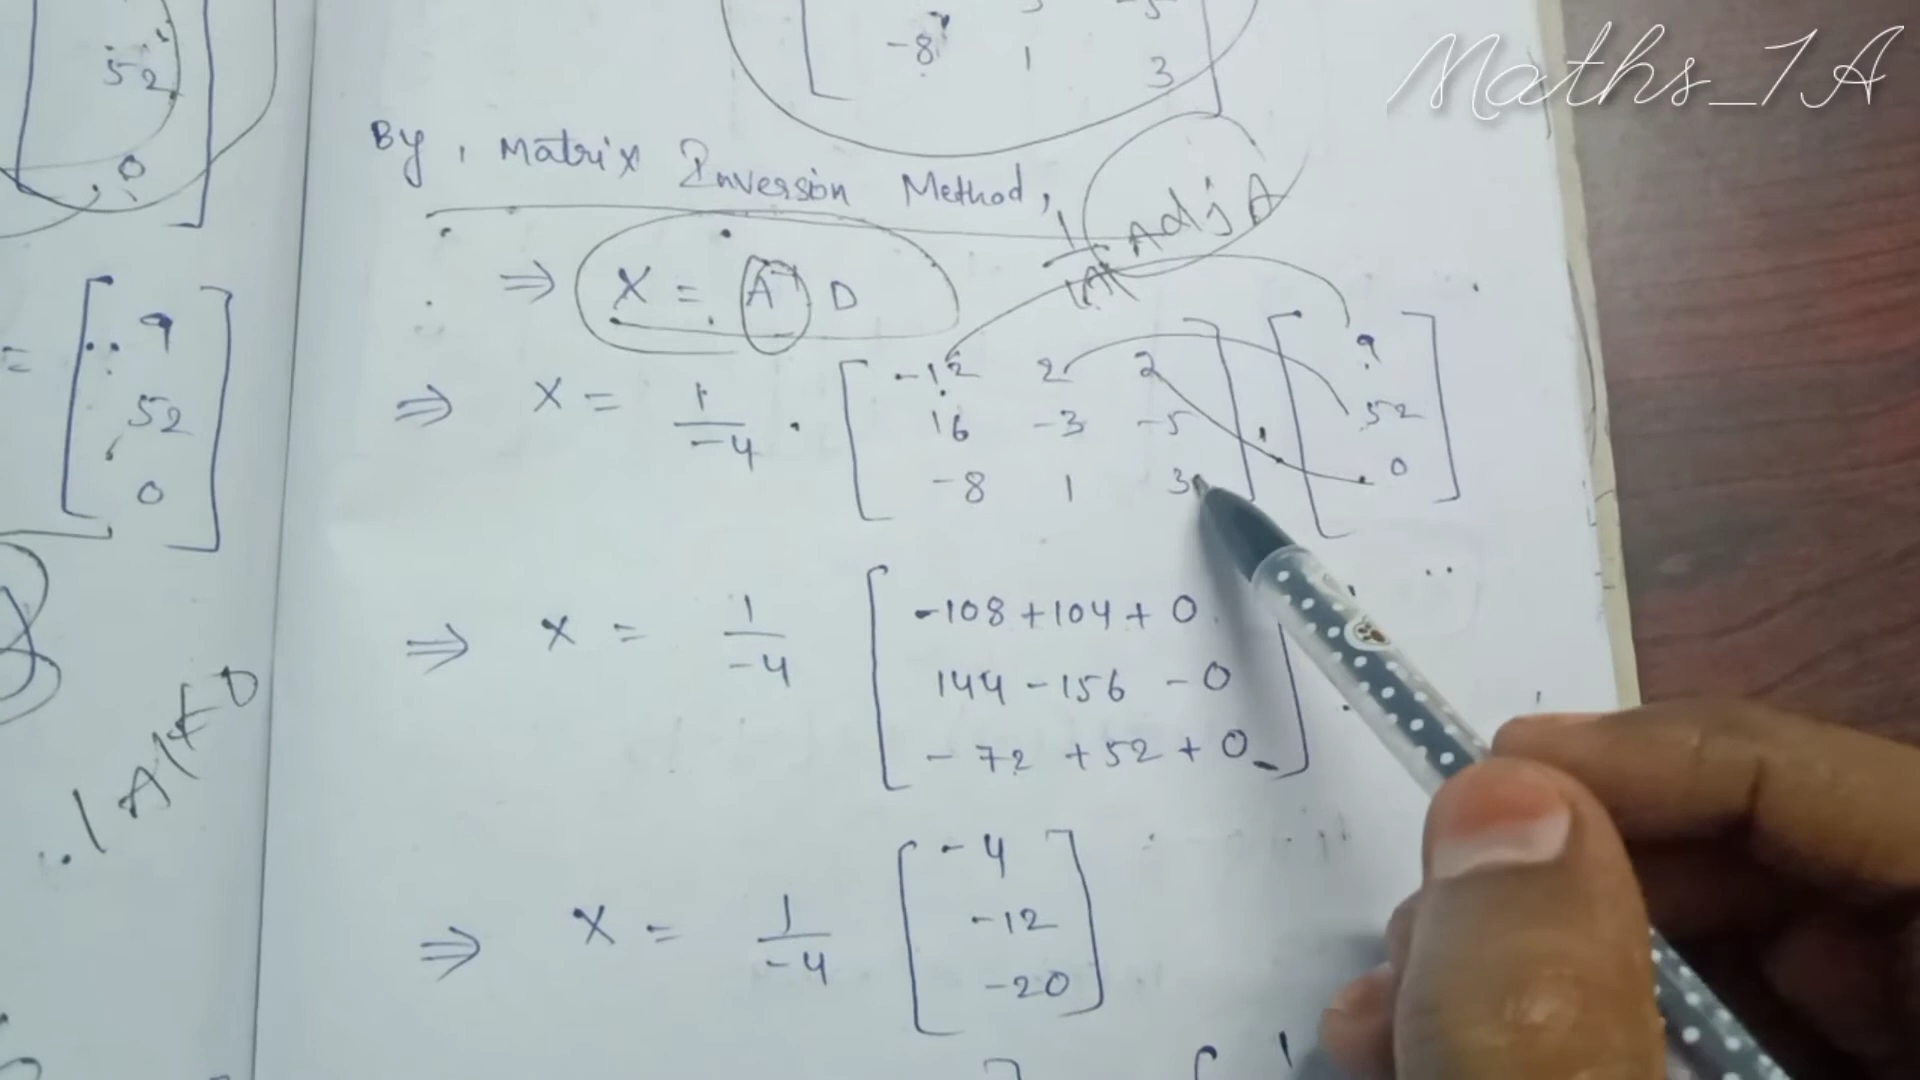 Maths_1A
52
0
-8 1 3
By, Matrix Inversion Method,
1/|A| Adj A
⇒ X = A⁻¹ D
= [ 9
52
0 ]
⇒ X = 1/-4 . [ -12 2 2 ] . [ 9 ]
[ 16 -3 -5 ] [ 52 ]
[ -8 1 3 ] [ 0 ]
|A|≠0
⇒ X = 1/-4 [ -108 + 104 + 0
144 - 156 - 0
- 72 + 52 + 0 ]
⇒ X = 1/-4 [ -4
-12
-20 ]